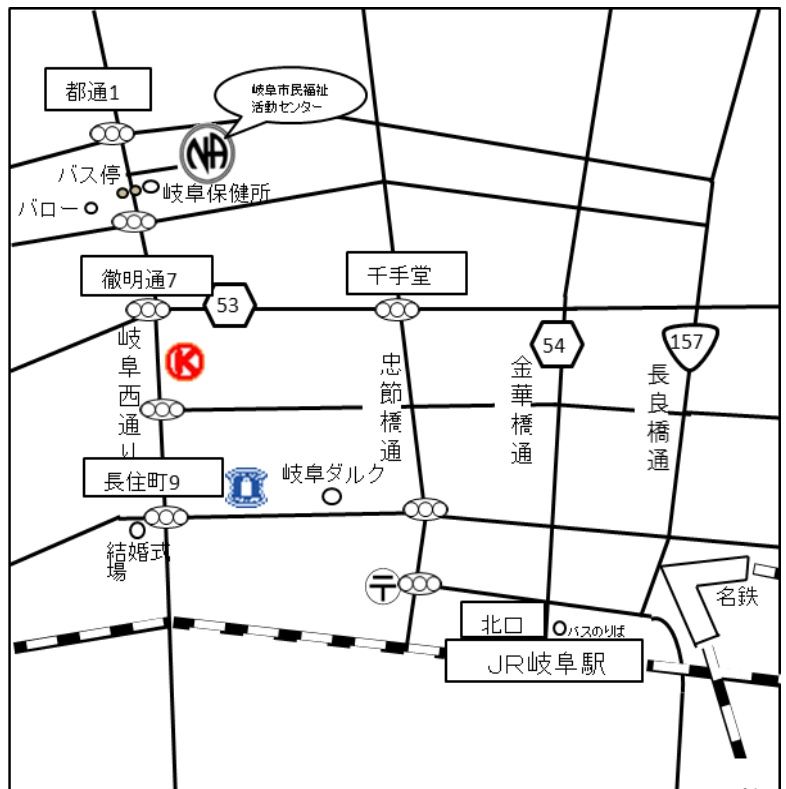 都通1
岐阜市民福祉
活動センター
NA
バス停
岐阜保健所
バロー
徹明通7
53
千手堂
岐阜西通り
K
忠節橋通
金華橋通
54
長良橋通
157
長住町9
岐阜ダルク
結婚式
場
〒
北口
バスのりば
名鉄
JR岐阜駅